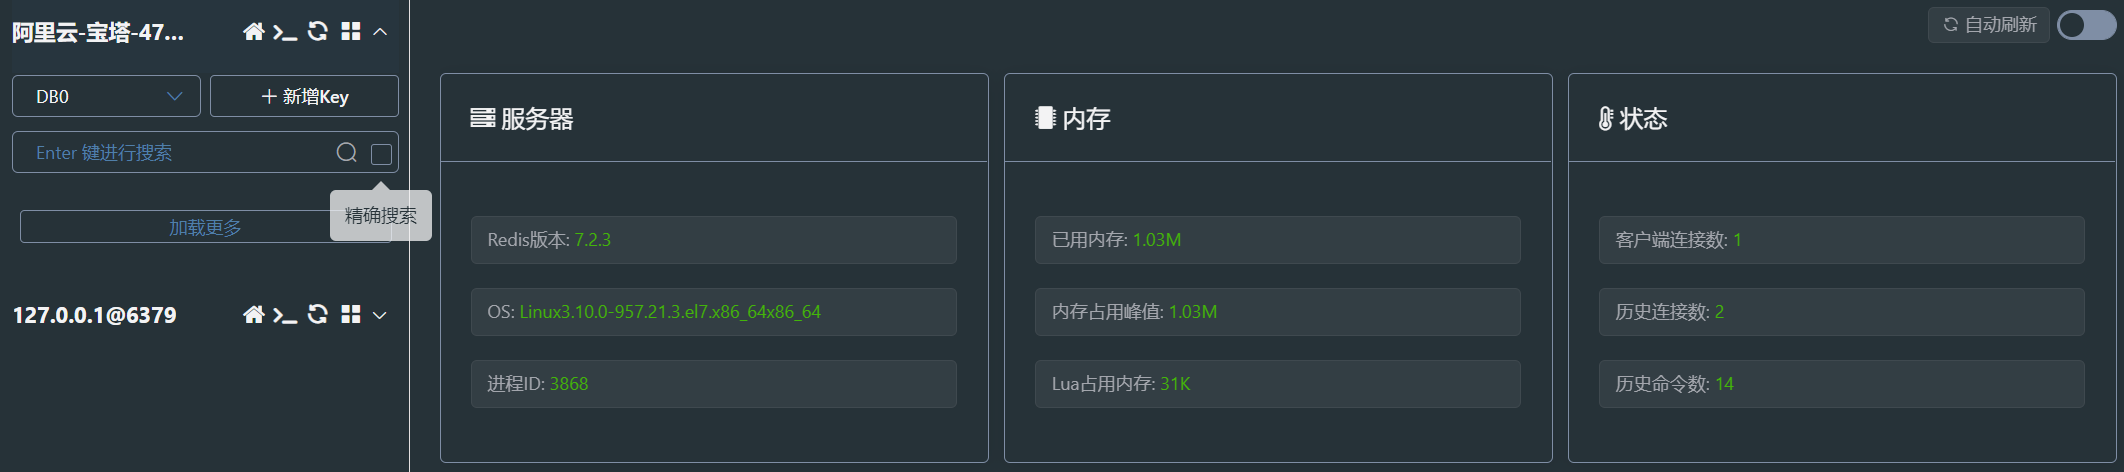 阿里云-宝塔-47...
DB0
新增Key
Enter 键进行搜索
精确搜索
加载更多
127.0.0.1@6379
自动刷新
服务器
Redis版本: 7.2.3
OS: Linux3.10.0-957.21.3.el7.x86_64x86_64
进程ID: 3868
内存
已用内存: 1.03M
内存占用峰值: 1.03M
Lua占用内存: 31K
状态
客户端连接数: 1
历史连接数: 2
历史命令数: 14